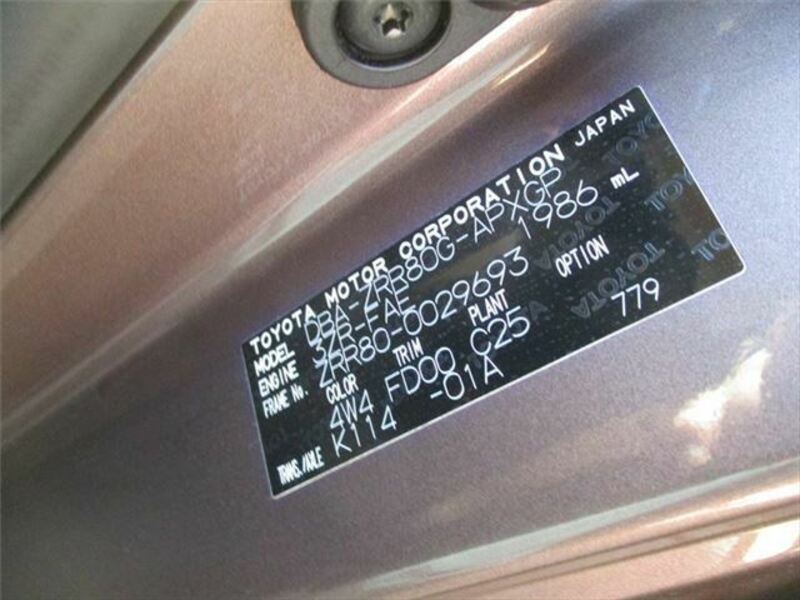 TOYOTA MOTOR CORPORATION JAPAN
MODEL DBA-ZRR80G-APXGP
ENGINE 3ZR-FAE 1986 mL
FRAME No. ZRR80-0029693
COLOR TRIM PLANT OPTION
4W4 FD00 C25 779
TRANS./AXLE K114 -01A